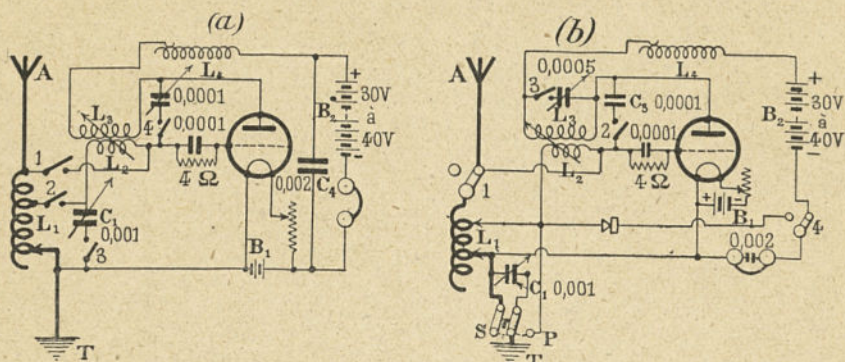 (a)
A
L₄
0,0001
L₃
4
0,0001
B₂
+
30V
à
40V
-
1
L₂
4 Ω
0,002
C₄
2
L₁
C₁
0,001
3
B₁
T
(b)
A
L₄
0,0005
3
C₃
0,0001
L₃
0,0001
B₂
+
30V
à
40V
-
2
L₂
4 Ω
1
+
-
B₁
4
L₁
0,002
C₁
0,001
S
P
T